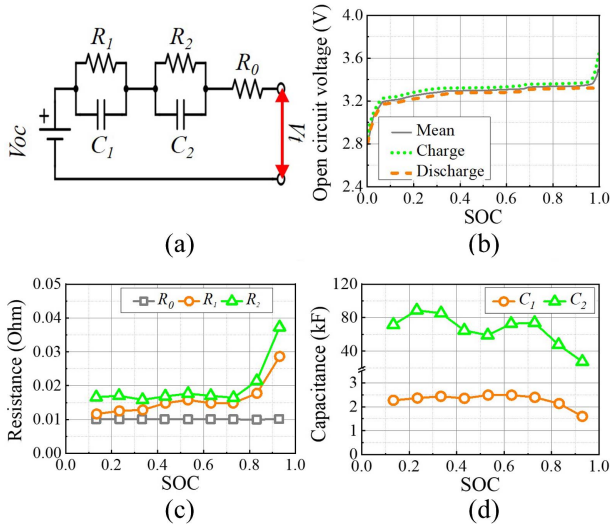 R1 R2
R0
Voc + Vt
C1 C2
(a)
Open circuit voltage (V)
4.0
3.6
3.2
2.8
2.4
Mean
Charge
Discharge
0.0 0.2 0.4 0.6 0.8 1.0
SOC
(b)
Resistance (Ohm)
0.05
0.04
0.03
0.02
0.01
0.00
R0 R1 R2
0.0 0.2 0.4 0.6 0.8 1.0
SOC
(c)
Capacitance (kF)
120
80
40
3
2
1
0
C1 C2
0.0 0.2 0.4 0.6 0.8 1.0
SOC
(d)